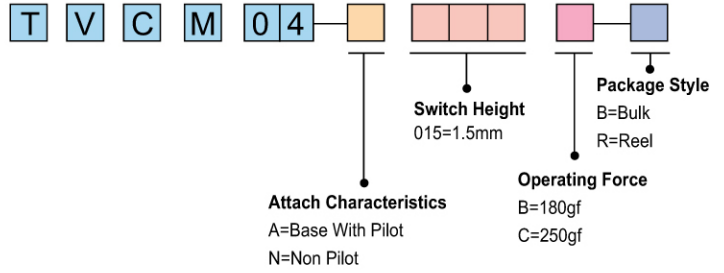 T V C M 0 4
Package Style
B=Bulk
R=Reel
Switch Height
015=1.5mm
Operating Force
B=180gf
C=250gf
Attach Characteristics
A=Base With Pilot
N=Non Pilot